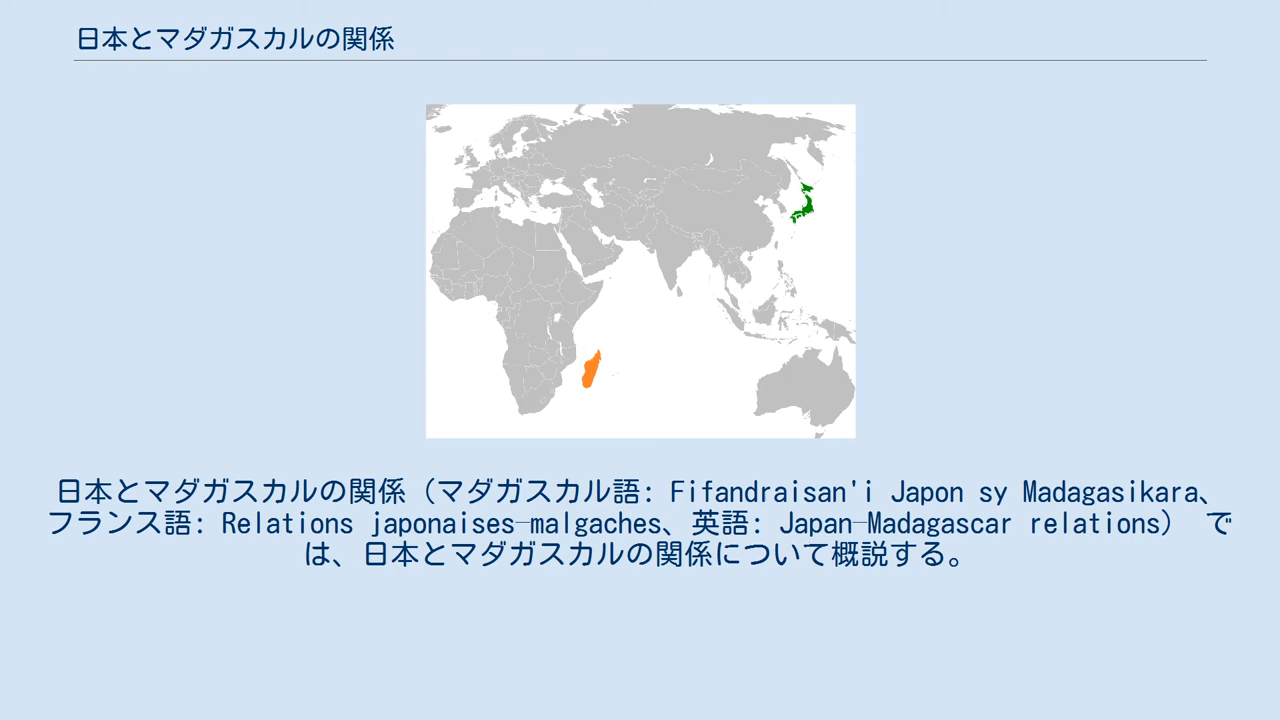 日本とマダガスカルの関係
日本とマダガスカルの関係（マダガスカル語: Fifandraisan'i Japon sy Madagasikara、
フランス語: Relations japonaises–malgaches、英語: Japan–Madagascar relations） で
は、日本とマダガスカルの関係について概説する。